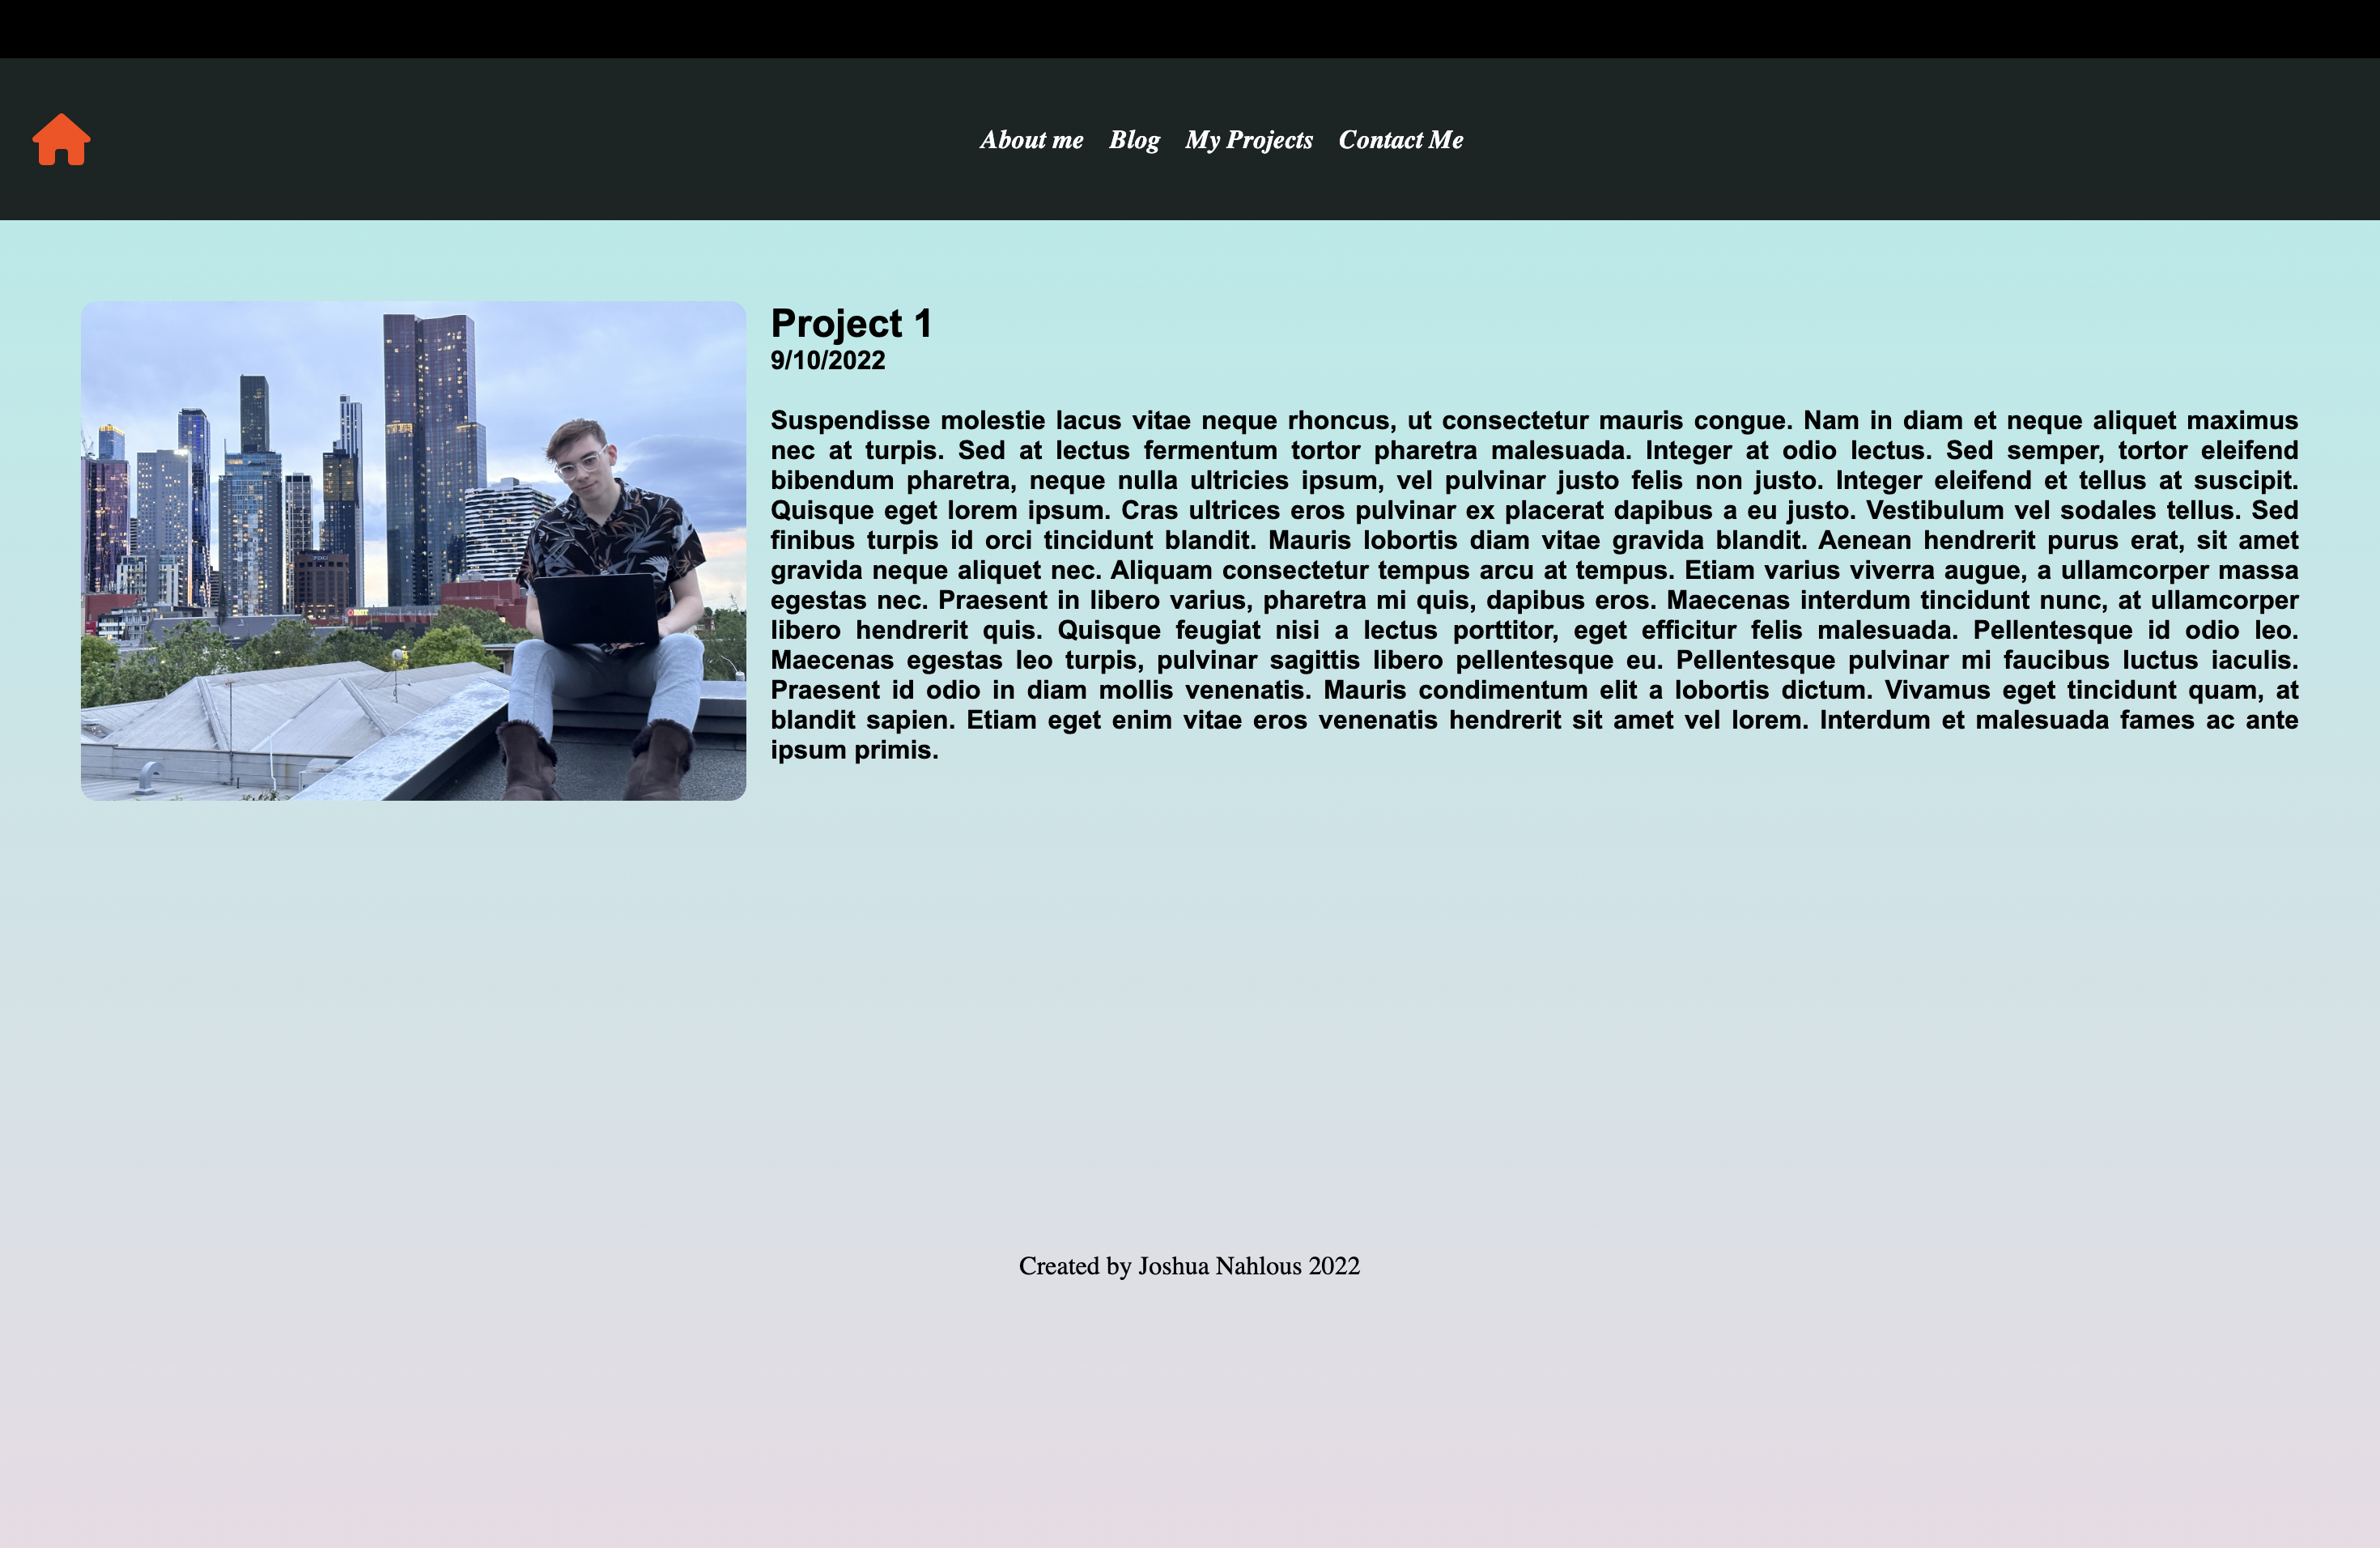 About me Blog My Projects Contact Me
Project 1
9/10/2022
Suspendisse molestie lacus vitae neque rhoncus, ut consectetur mauris congue. Nam in diam et neque aliquet maximus
nec at turpis. Sed at lectus fermentum tortor pharetra malesuada. Integer at odio lectus. Sed semper, tortor eleifend
bibendum pharetra, neque nulla ultricies ipsum, vel pulvinar justo felis non justo. Integer eleifend et tellus at suscipit.
Quisque eget lorem ipsum. Cras ultrices eros pulvinar ex placerat dapibus a eu justo. Vestibulum vel sodales tellus. Sed
finibus turpis id orci tincidunt blandit. Mauris lobortis diam vitae gravida blandit. Aenean hendrerit purus erat, sit amet
gravida neque aliquet nec. Aliquam consectetur tempus arcu at tempus. Etiam varius viverra augue, a ullamcorper massa
egestas nec. Praesent in libero varius, pharetra mi quis, dapibus eros. Maecenas interdum tincidunt nunc, at ullamcorper
libero hendrerit quis. Quisque feugiat nisi a lectus porttitor, eget efficitur felis malesuada. Pellentesque id odio leo.
Maecenas egestas leo turpis, pulvinar sagittis libero pellentesque eu. Pellentesque pulvinar mi faucibus luctus iaculis.
Praesent id odio in diam mollis venenatis. Mauris condimentum elit a lobortis dictum. Vivamus eget tincidunt quam, at
blandit sapien. Etiam eget enim vitae eros venenatis hendrerit sit amet vel lorem. Interdum et malesuada fames ac ante
ipsum primis.
Created by Joshua Nahlous 2022